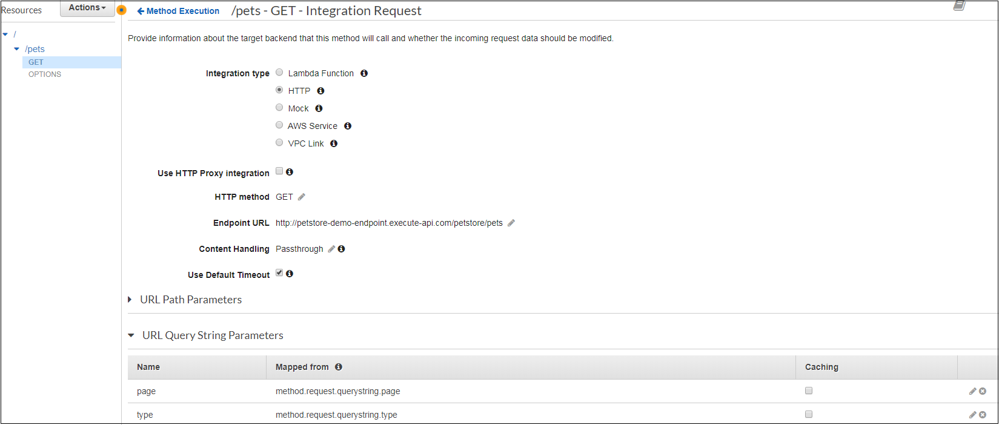 Resources
Actions
Method Execution
/pets - GET - Integration Request
/
/pets
GET
OPTIONS
Provide information about the target backend that this method will call and whether the incoming request data should be modified.
Integration type
Lambda Function
HTTP
Mock
AWS Service
VPC Link
Use HTTP Proxy integration
HTTP method GET
Endpoint URL http://petstore-demo-endpoint.execute-api.com/petstore/pets
Content Handling Passthrough
Use Default Timeout
URL Path Parameters
URL Query String Parameters
Name Mapped from Caching
page method.request.querystring.page
type method.request.querystring.type